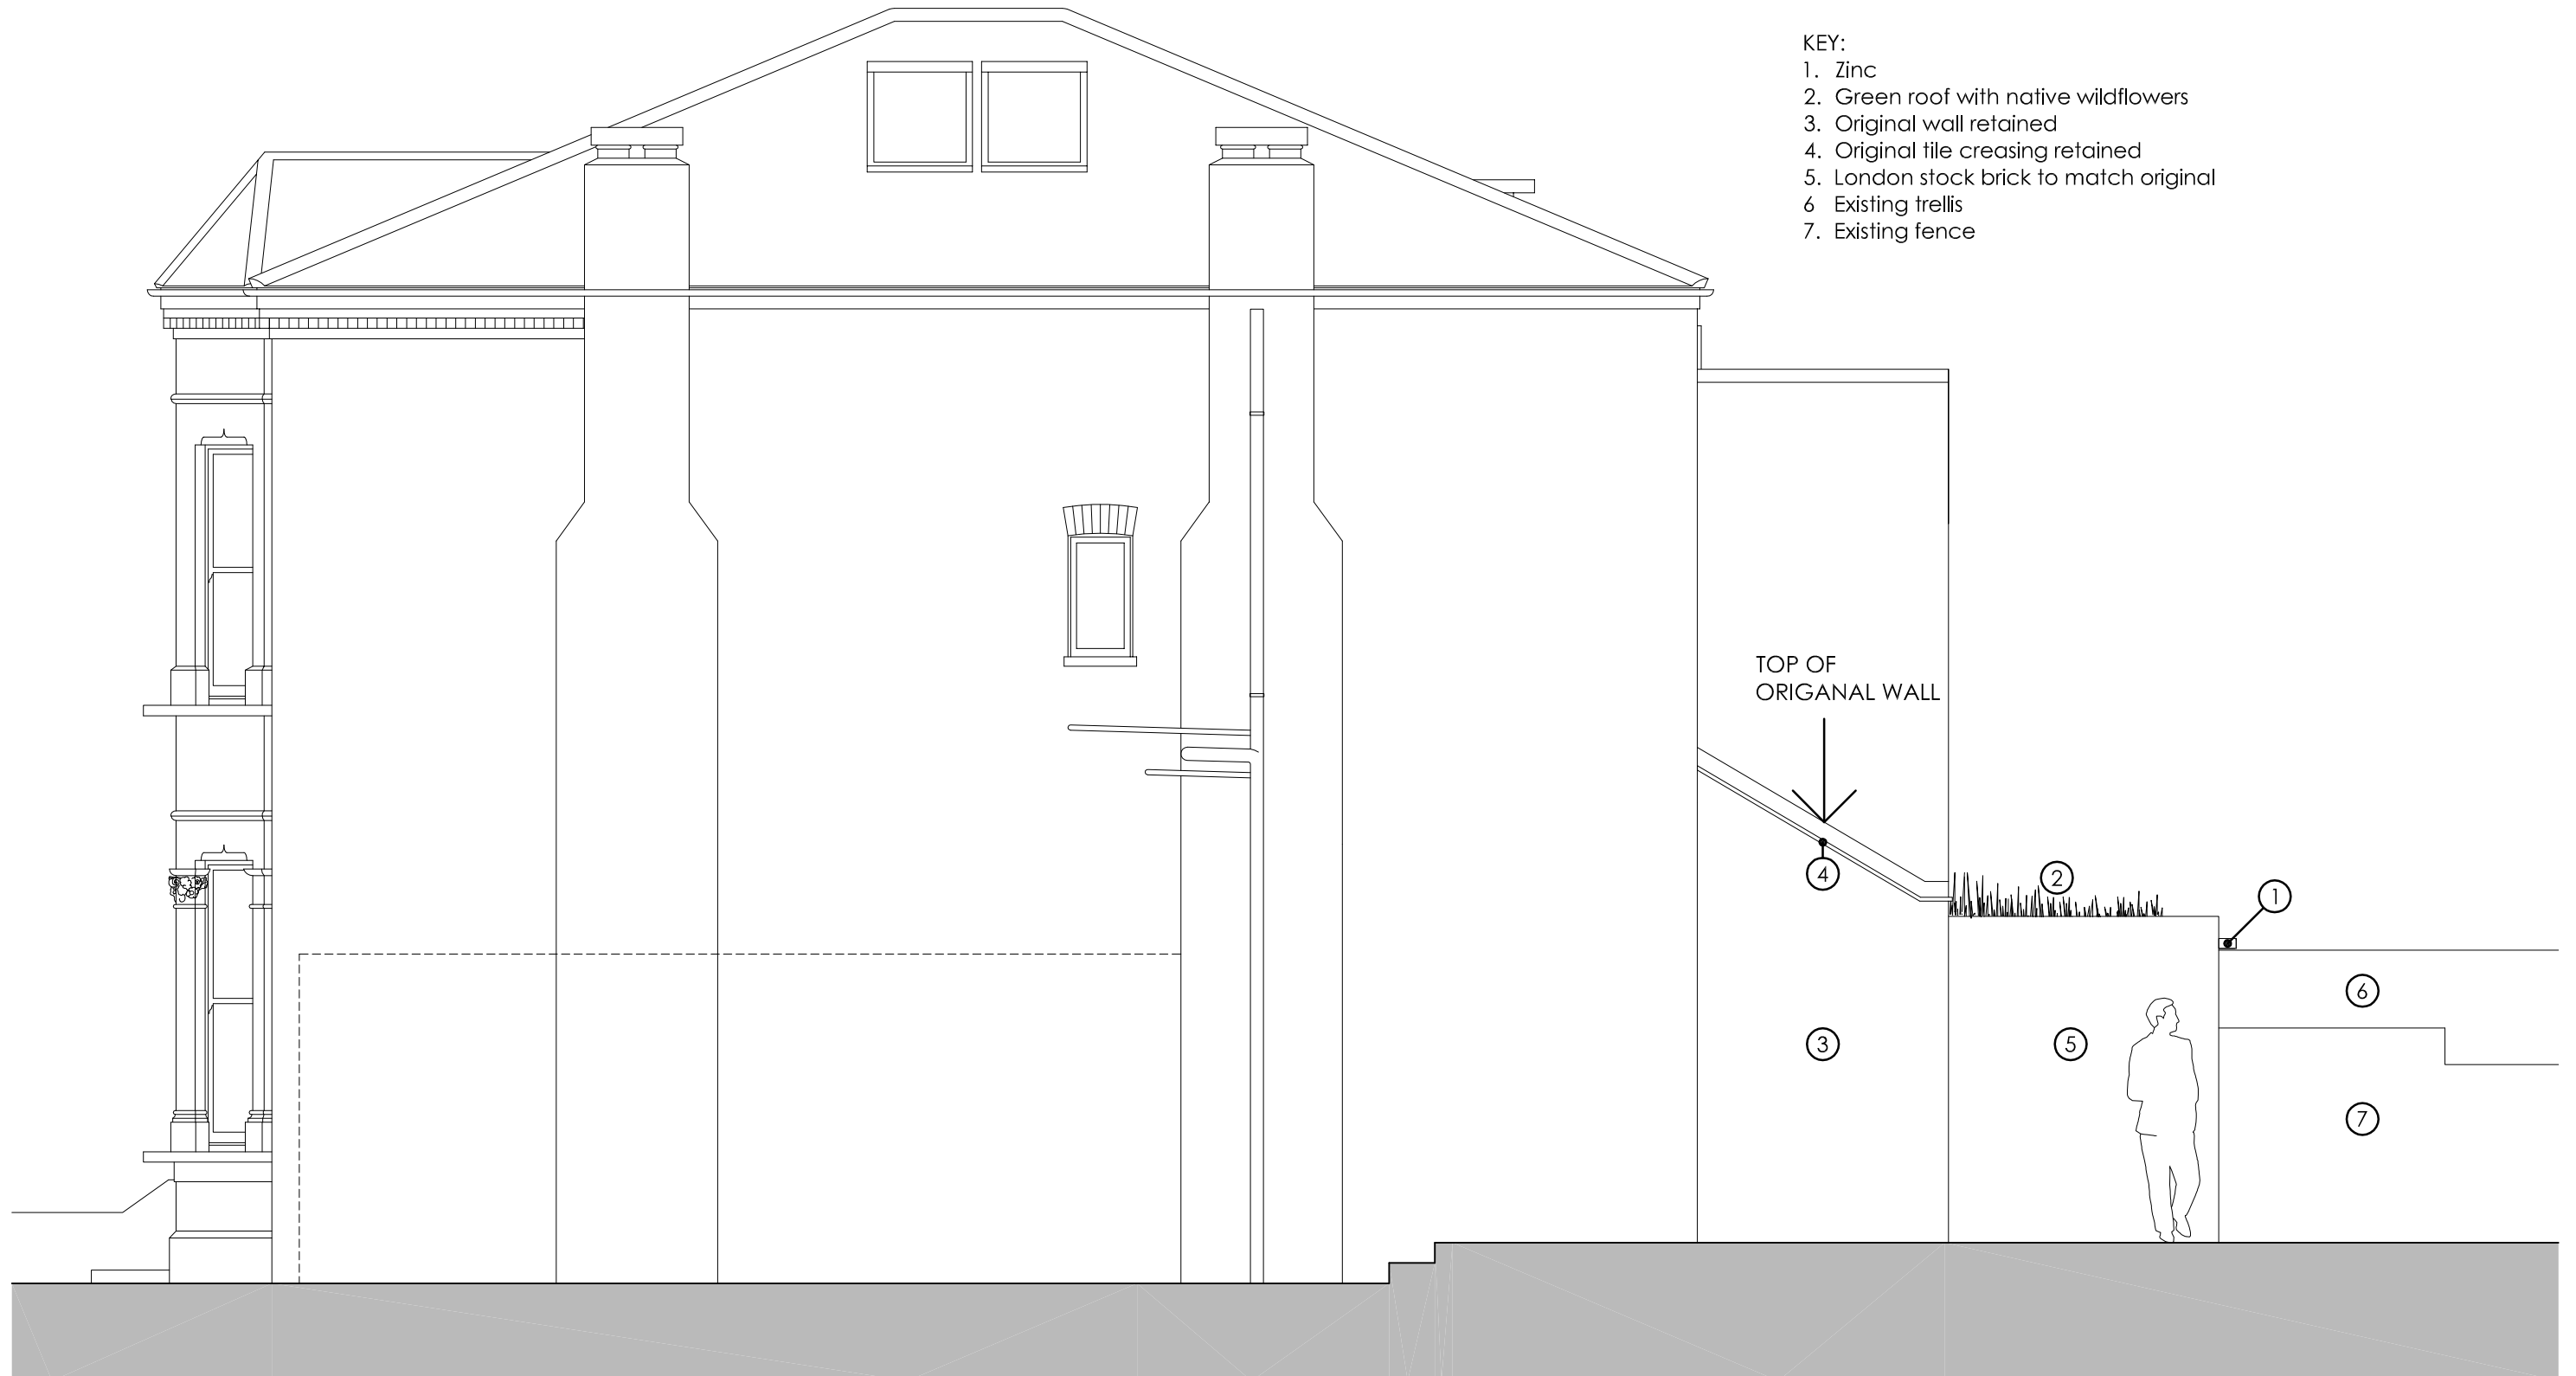 KEY:
1. Zinc
2. Green roof with native wildflowers
3. Original wall retained
4. Original tile creasing retained
5. London stock brick to match original
6 Existing trellis
7. Existing fence
TOP OF
ORIGANAL WALL
4
2
1
6
3
5
7